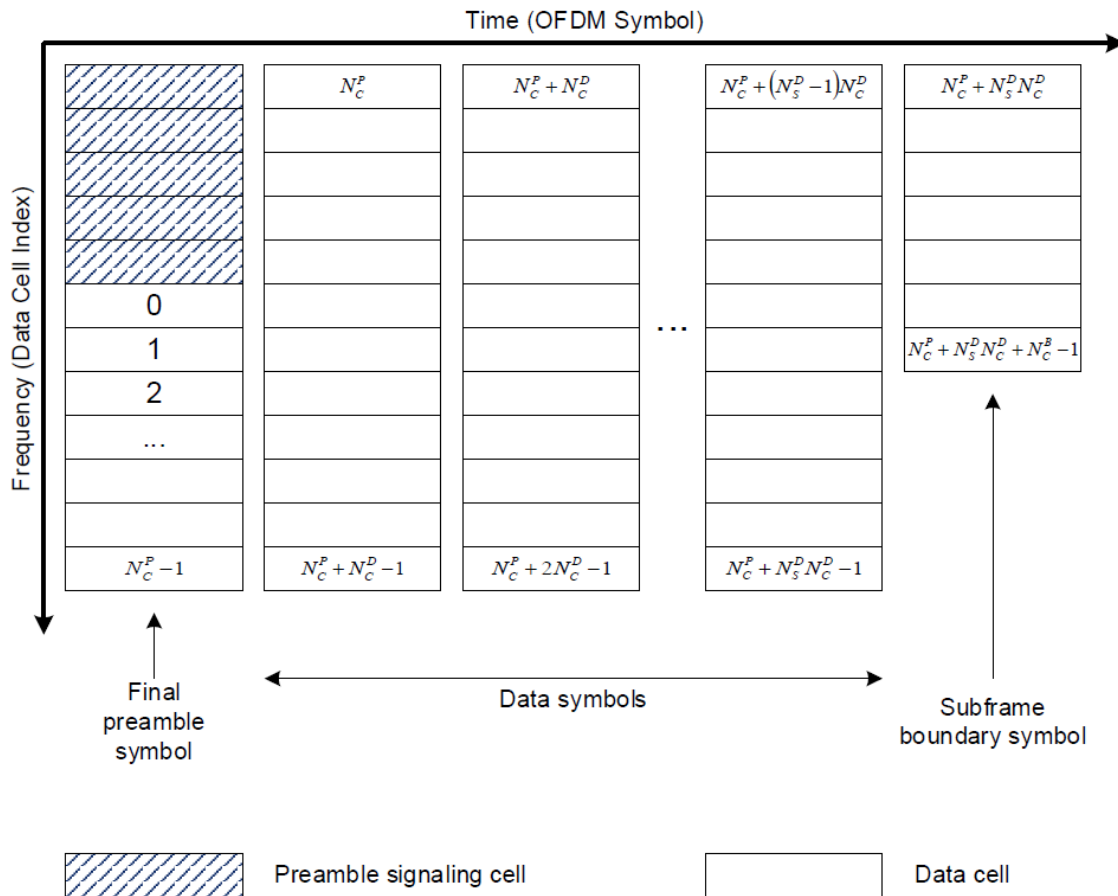 Time (OFDM Symbol)
Frequency (Data Cell Index)
0
1
2
...
N_C^P −1
N_C^P
N_C^P + N_C^D −1
N_C^P + N_C^D
N_C^P + 2N_C^D −1
...
N_C^P + (N_S^D −1)N_C^D
N_C^P + N_S^D N_C^D −1
N_C^P + N_S^D N_C^D
N_C^P + N_S^D N_C^D + N_C^B −1
Final
preamble
symbol
Data symbols
Subframe
boundary symbol
Preamble signaling cell
Data cell